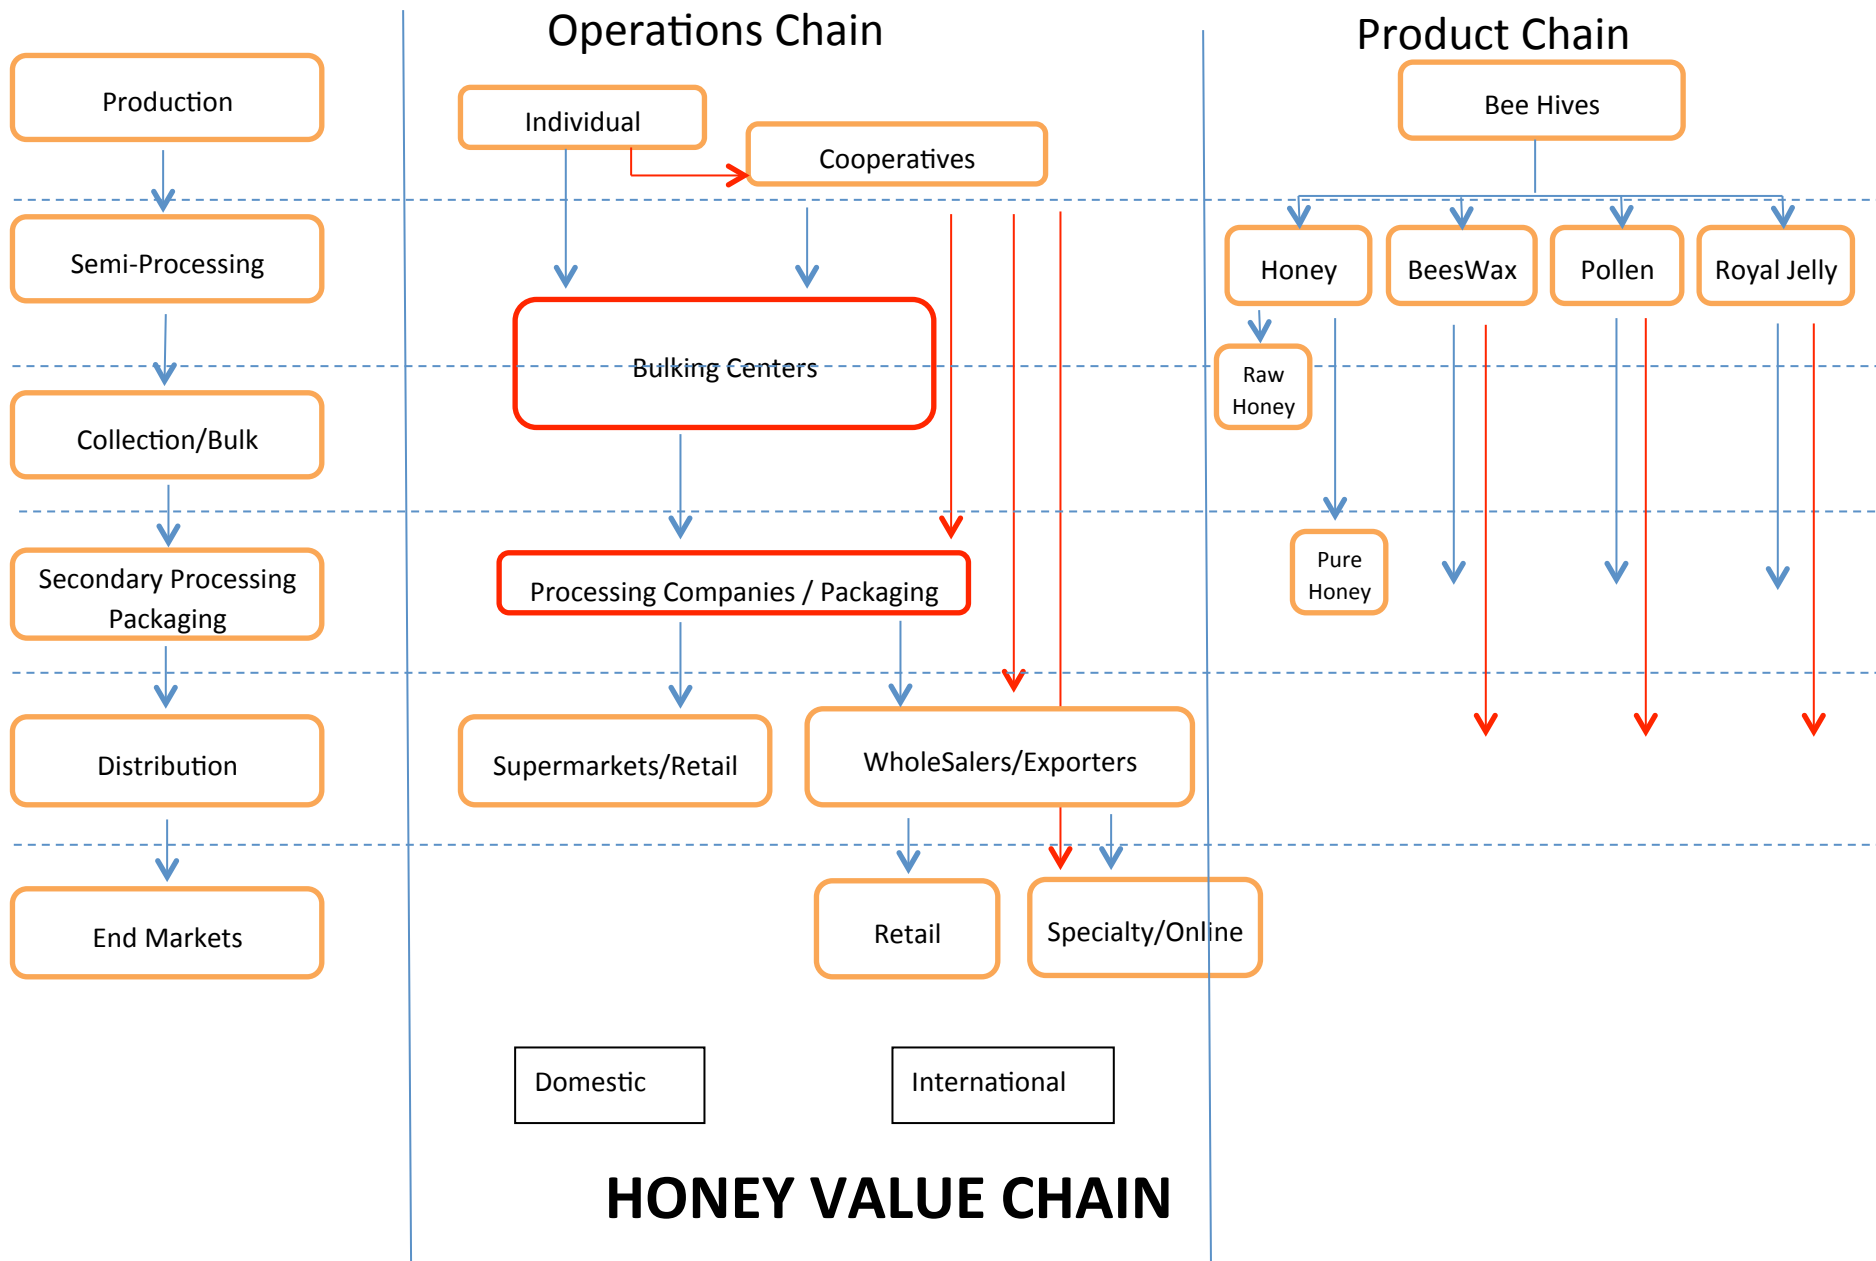 Operations Chain
Product Chain
Production
Individual
Cooperatives
Bee Hives
Semi-Processing
Honey
BeesWax
Pollen
Royal Jelly
Bulking Centers
Raw
Honey
Collection/Bulk
Secondary Processing
Packaging
Processing Companies / Packaging
Pure
Honey
Distribution
Supermarkets/Retail
WholeSalers/Exporters
End Markets
Retail
Specialty/Online
Domestic
International
HONEY VALUE CHAIN